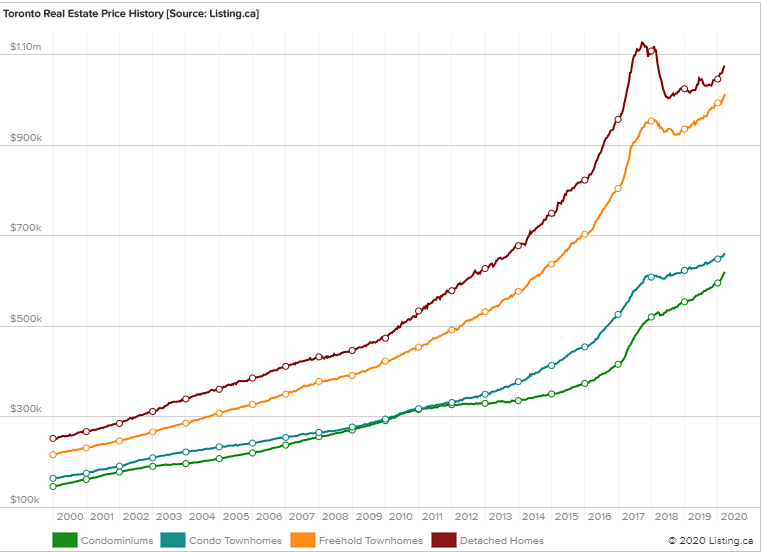 Toronto Real Estate Price History [Source: Listing.ca]
$1.10m
$900k
$700k
$500k
$300k
$100k
2000 2001 2002 2003 2004 2005 2006 2007 2008 2009 2010 2011 2012 2013 2014 2015 2016 2017 2018 2019 2020
Condominiums Condo Townhomes Freehold Townhomes Detached Homes © 2020 Listing.ca